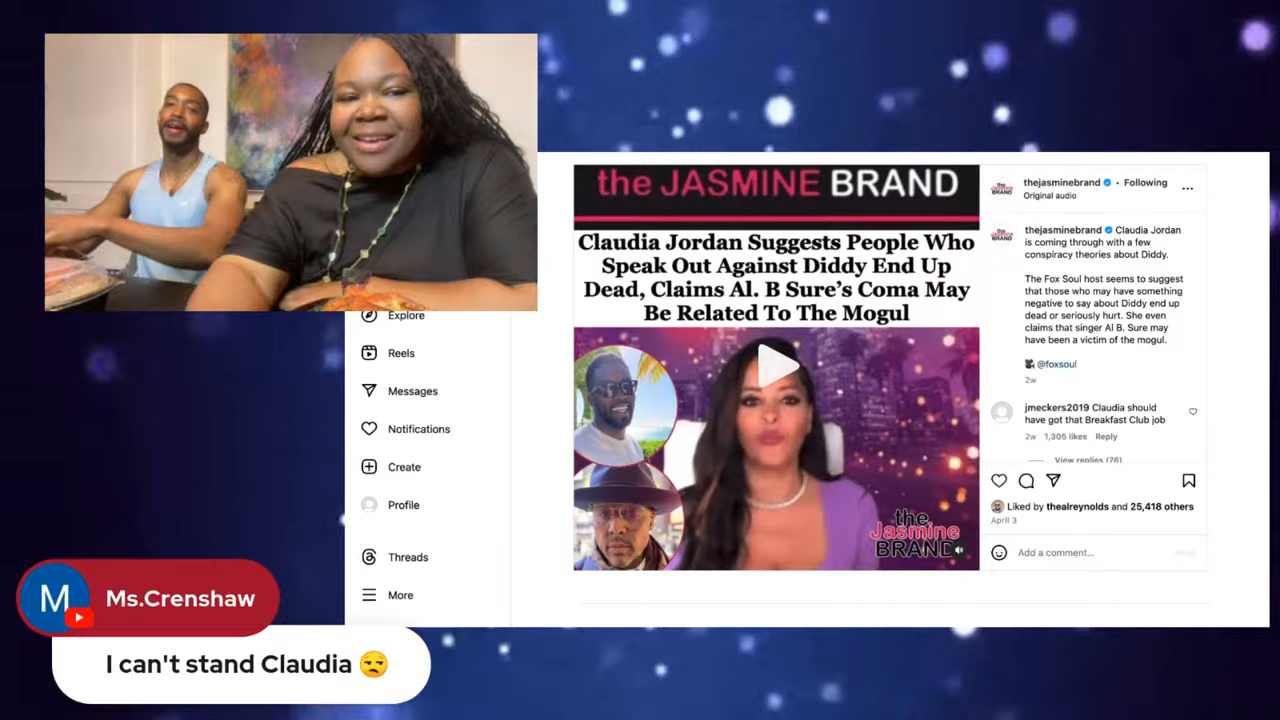 the JASMINE BRAND
Claudia Jordan Suggests People Who
Speak Out Against Diddy End Up
Dead, Claims Al. B Sure's Coma May
Be Related To The Mogul
the
Jasmine
BRAND
Explore
Reels
Messages
Notifications
Create
Profile
Threads
More
the
JASMINE
BRAND
thejasminebrand • Following
Original audio
...
the
JASMINE
BRAND
thejasminebrand Claudia Jordan
is coming through with a few
conspiracy theories about Diddy.
The Fox Soul host seems to suggest
that those who may have something
negative to say about Diddy end up
dead or seriously hurt. She even
claims that singer Al B. Sure may
have been a victim of the mogul.
🎥 @foxsoul
2w
jmeckers2019 Claudia should
have got that Breakfast Club job
2w 1,305 likes Reply
View replies (76)
Liked by thealreynolds and 25,418 others
April 3
Add a comment...
M Ms.Crenshaw
I can't stand Claudia 😒